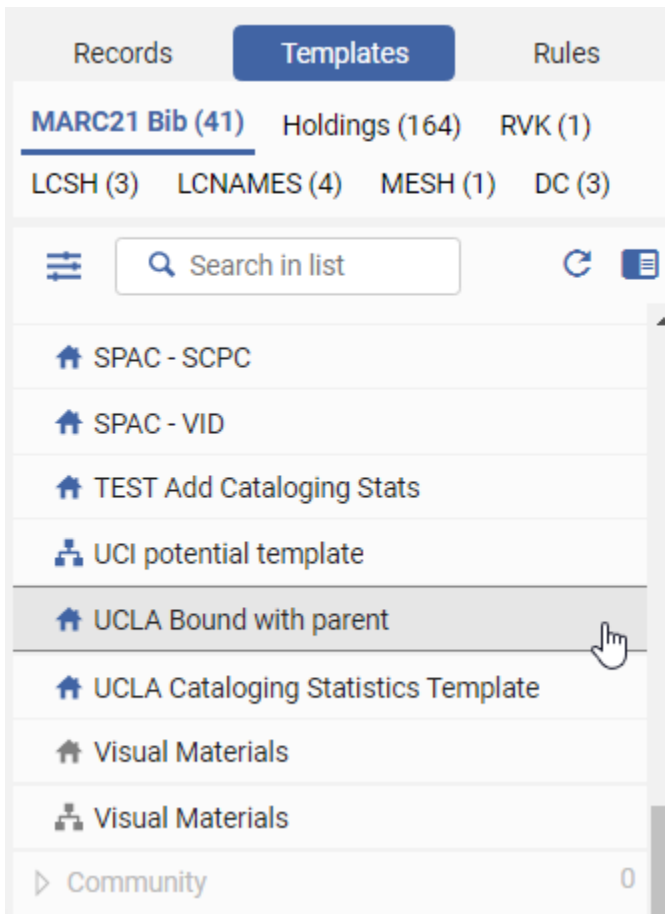 Records Templates Rules
MARC21 Bib (41) Holdings (164) RVK (1)
LCSH (3) LCNAMES (4) MESH (1) DC (3)
Search in list
SPAC - SCPC
SPAC - VID
TEST Add Cataloging Stats
UCI potential template
UCLA Bound with parent
UCLA Cataloging Statistics Template
Visual Materials
Visual Materials
Community 0